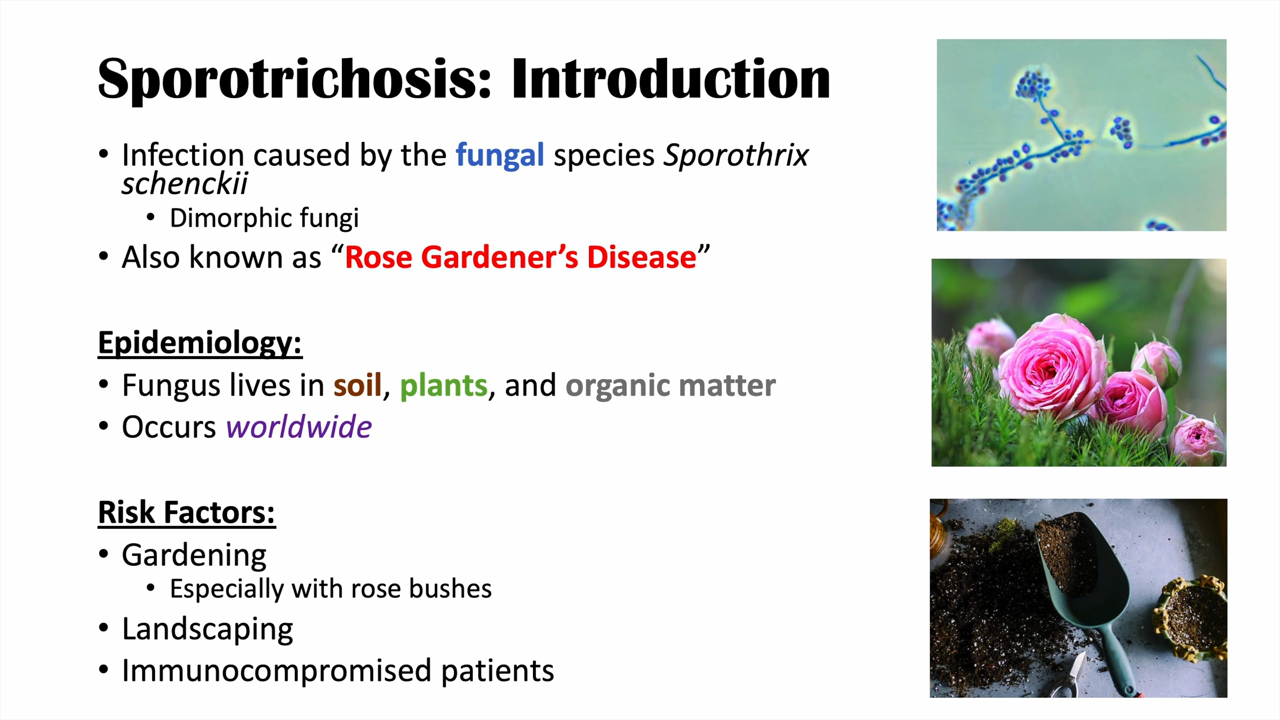 Sporotrichosis: Introduction
• Infection caused by the fungal species Sporothrix
schenckii
• Dimorphic fungi
• Also known as “Rose Gardener’s Disease”
Epidemiology:
• Fungus lives in soil, plants, and organic matter
• Occurs worldwide
Risk Factors:
• Gardening
• Especially with rose bushes
• Landscaping
• Immunocompromised patients